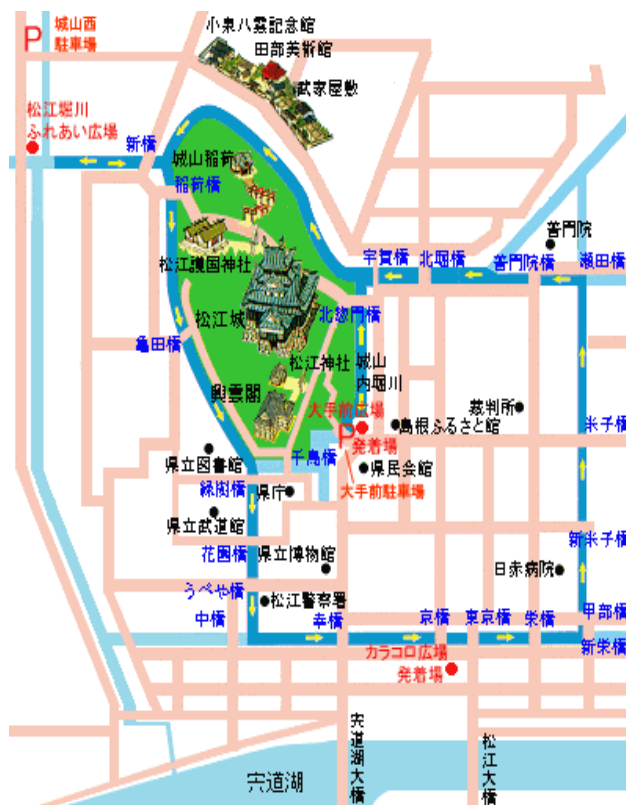 小泉八雲記念館
P
城山西
駐車場
田部美術館
武家屋敷
松江堀川
ふれあい広場
新橋
城山稲荷
稲荷橋
普門院
松江護国神社
宇賀橋
北堀橋
普門院橋
瀬田橋
松江城
北惣門橋
亀田橋
松江神社
城山
内堀川
興雲閣
大手前広場
P
発着場
裁判所
島根ふるさと館
米子橋
県立図書館
千鳥橋
県民会館
大手前駐車場
緑樹橋
県庁
県立武道館
花園橋
県立博物館
新米子橋
日赤病院
うべや橋
松江警察署
中橋
幸橋
京橋
東京橋
栄橋
甲部橋
新栄橋
カラコロ広場
発着場
宍道湖
宍道湖大橋
松江大橋